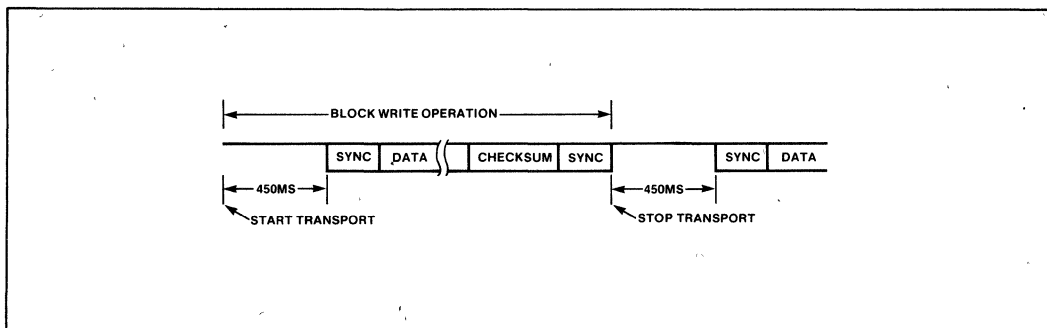 BLOCK WRITE OPERATION
SYNC DATA CHECKSUM SYNC SYNC DATA
450MS 450MS
START TRANSPORT STOP TRANSPORT